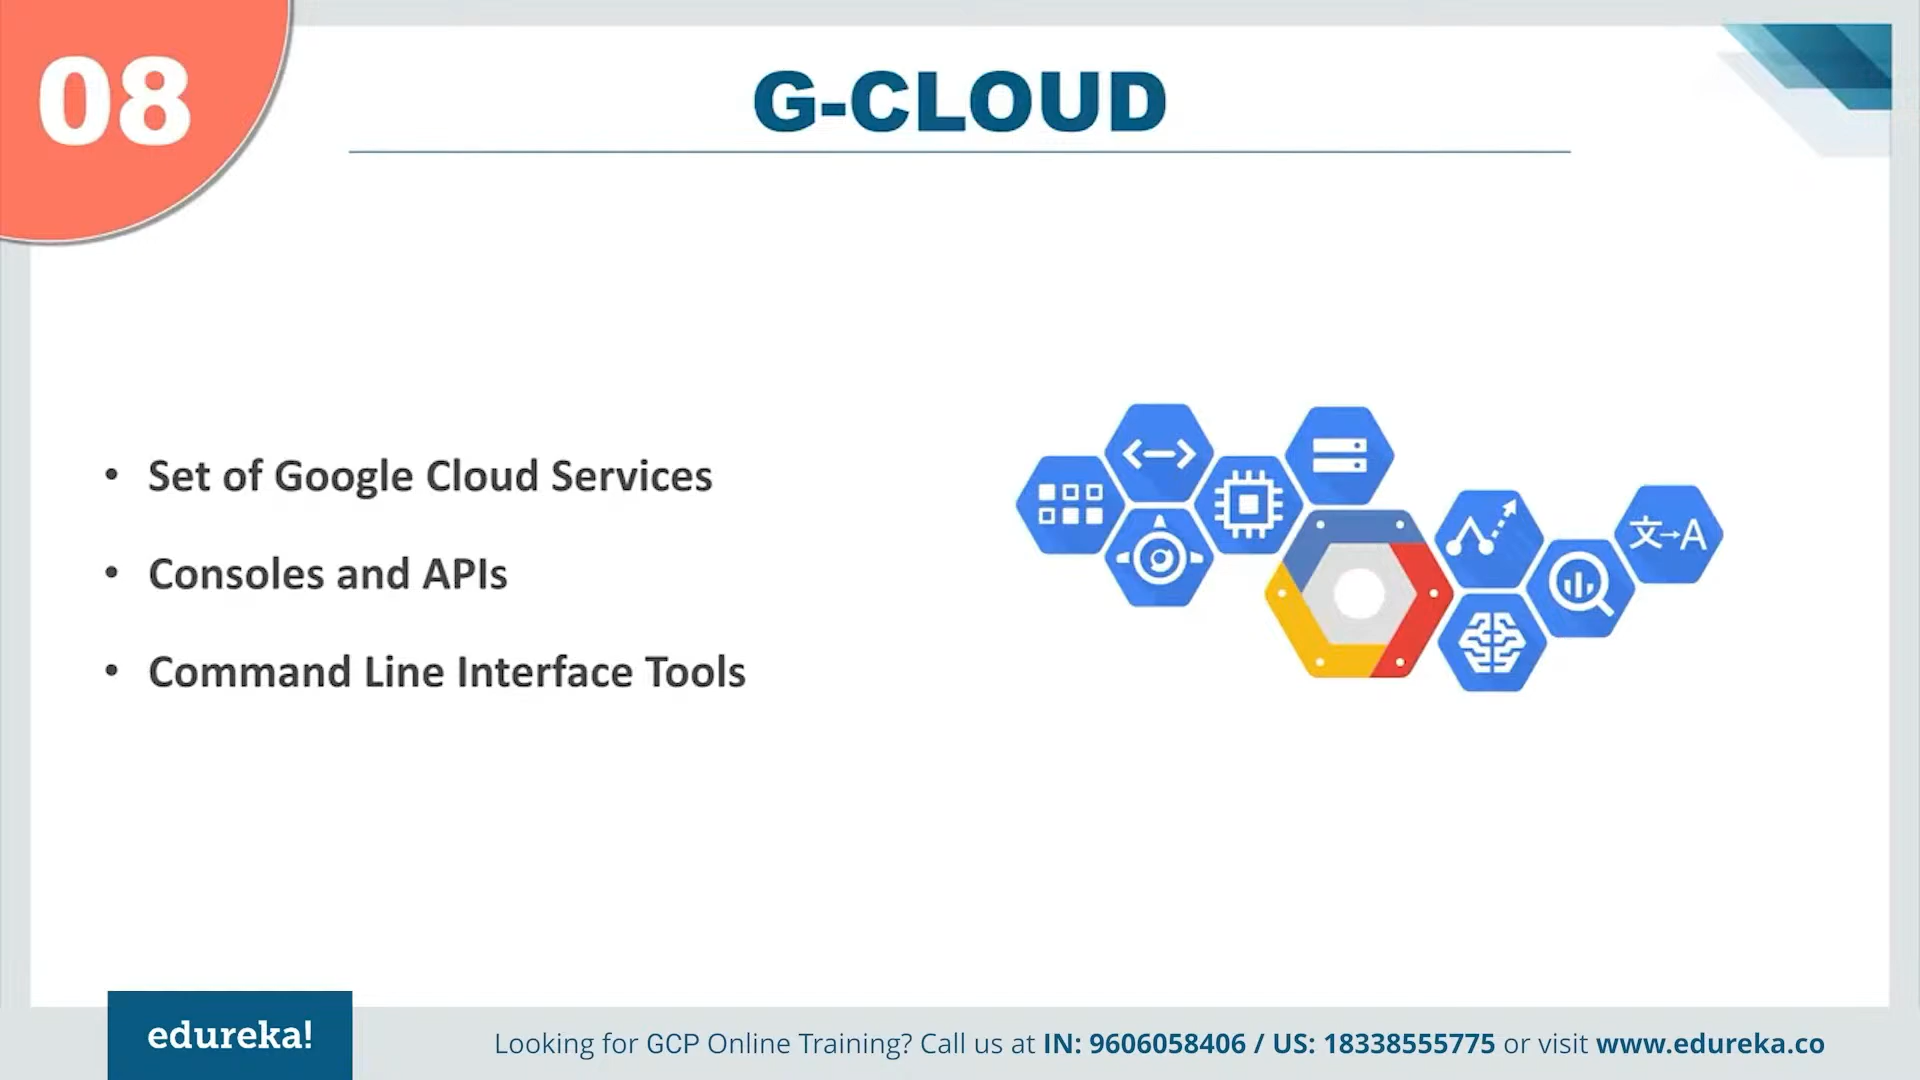 08
G-CLOUD
• Set of Google Cloud Services
• Consoles and APIs
• Command Line Interface Tools
文→A
edureka!
Looking for GCP Online Training? Call us at IN: 9606058406 / US: 18338555775 or visit www.edureka.co